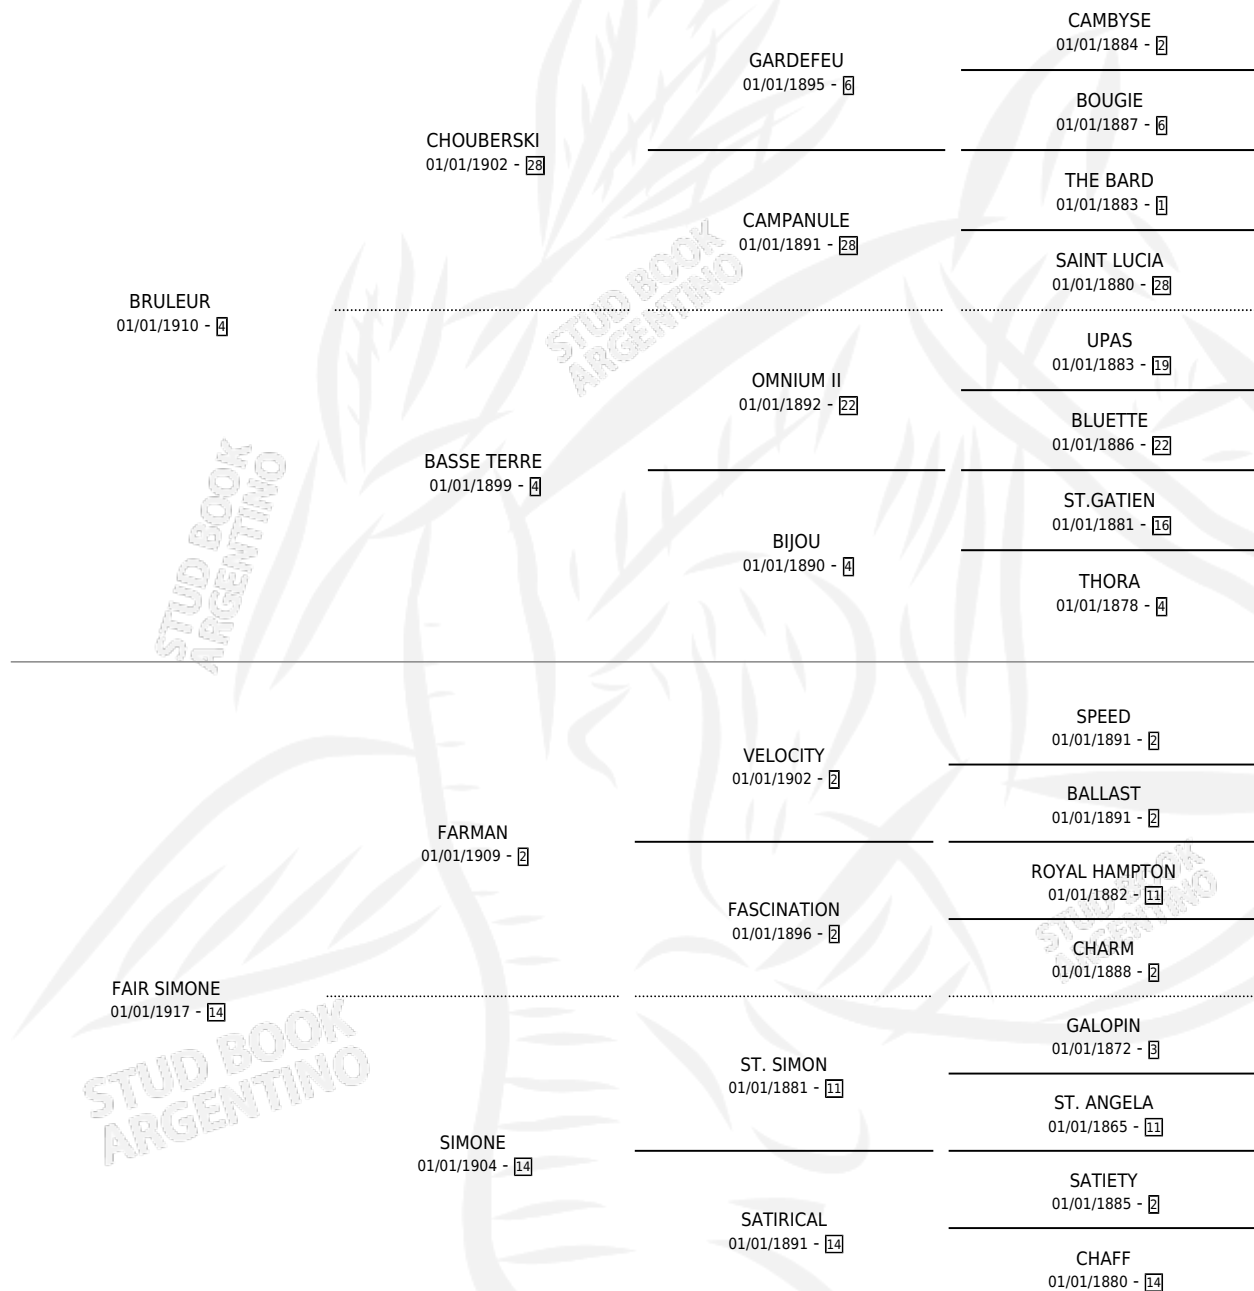 CAMBYSE
01/01/1884 - 2
GARDEFEU
01/01/1895 - 6
BOUGIE
01/01/1887 - 6
CHOUBERSKI
01/01/1902 - 28
THE BARD
01/01/1883 - 1
CAMPANULE
01/01/1891 - 28
SAINT LUCIA
01/01/1880 - 28
BRULEUR
01/01/1910 - 4
UPAS
01/01/1883 - 19
OMNIUM II
01/01/1892 - 22
BLUETTE
01/01/1886 - 22
BASSE TERRE
01/01/1899 - 4
ST.GATIEN
01/01/1881 - 16
BIJOU
01/01/1890 - 4
THORA
01/01/1878 - 4
SPEED
01/01/1891 - 2
VELOCITY
01/01/1902 - 2
BALLAST
01/01/1891 - 2
FARMAN
01/01/1909 - 2
ROYAL HAMPTON
01/01/1882 - 11
FASCINATION
01/01/1896 - 2
CHARM
01/01/1888 - 2
FAIR SIMONE
01/01/1917 - 14
GALOPIN
01/01/1872 - 3
ST. SIMON
01/01/1881 - 11
ST. ANGELA
01/01/1865 - 11
SIMONE
01/01/1904 - 14
SATIETY
01/01/1885 - 2
SATIRICAL
01/01/1891 - 14
CHAFF
01/01/1880 - 14
STUD BOOK
ARGENTINO
STUD BOOK
ARGENTINO
STUD BOOK
ARGENTINO
STUD BOOK
ARGENTINO